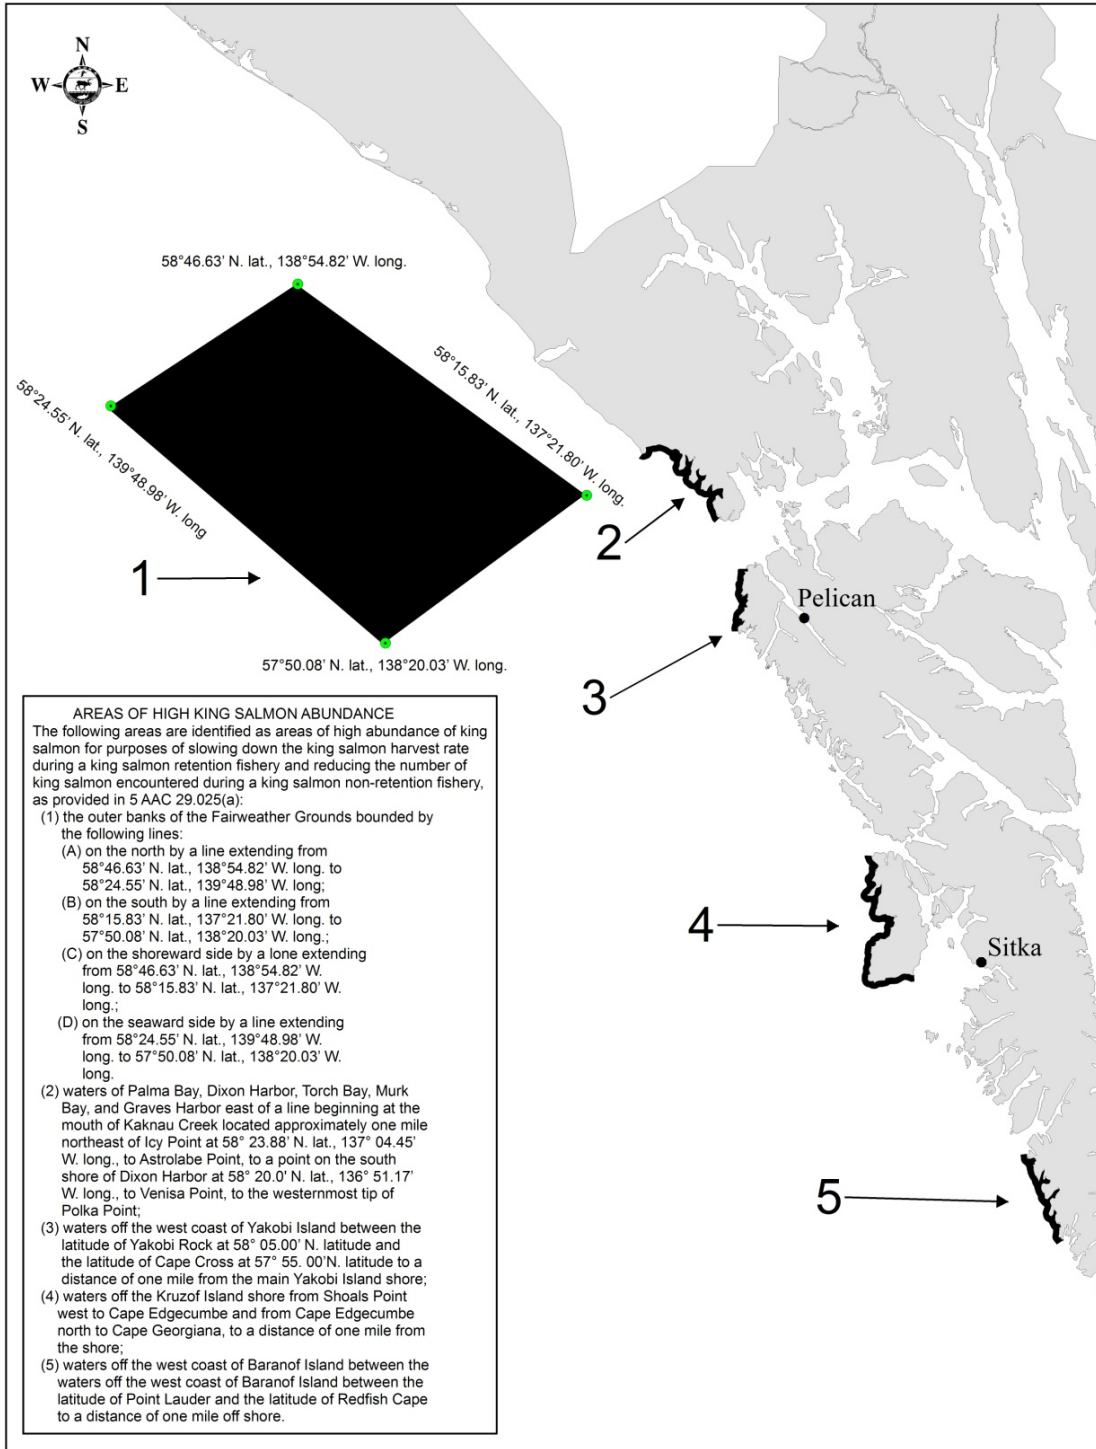 N
W E
S
58°46.63' N. lat., 138°54.82' W. long.
58°15.83' N. lat., 137°21.80' W. long.
58°24.55' N. lat., 139°48.98' W. long
57°50.08' N. lat., 138°20.03' W. long.
1
2
3
Pelican
4
Sitka
5
AREAS OF HIGH KING SALMON ABUNDANCE
The following areas are identified as areas of high abundance of king
salmon for purposes of slowing down the king salmon harvest rate
during a king salmon retention fishery and reducing the number of
king salmon encountered during a king salmon non-retention fishery,
as provided in 5 AAC 29.025(a):
(1) the outer banks of the Fairweather Grounds bounded by
the following lines:
(A) on the north by a line extending from
58°46.63' N. lat., 138°54.82' W. long. to
58°24.55' N. lat., 139°48.98' W. long;
(B) on the south by a line extending from
58°15.83' N. lat., 137°21.80' W. long. to
57°50.08' N. lat., 138°20.03' W. long.;
(C) on the shoreward side by a lone extending
from 58°46.63' N. lat., 138°54.82' W.
long. to 58°15.83' N. lat., 137°21.80' W.
long.;
(D) on the seaward side by a line extending
from 58°24.55' N. lat., 139°48.98' W.
long. to 57°50.08' N. lat., 138°20.03' W.
long.
(2) waters of Palma Bay, Dixon Harbor, Torch Bay, Murk
Bay, and Graves Harbor east of a line beginning at the
mouth of Kaknau Creek located approximately one mile
northeast of Icy Point at 58° 23.88' N. lat., 137° 04.45'
W. long., to Astrolabe Point, to a point on the south
shore of Dixon Harbor at 58° 20.0' N. lat., 136° 51.17'
W. long., to Venisa Point, to the westernmost tip of
Polka Point;
(3) waters off the west coast of Yakobi Island between the
latitude of Yakobi Rock at 58° 05.00' N. latitude and
the latitude of Cape Cross at 57° 55. 00'N. latitude to a
distance of one mile from the main Yakobi Island shore;
(4) waters off the Kruzof Island shore from Shoals Point
west to Cape Edgecumbe and from Cape Edgecumbe
north to Cape Georgiana, to a distance of one mile from
the shore;
(5) waters off the west coast of Baranof Island between the
waters off the west coast of Baranof Island between the
latitude of Point Lauder and the latitude of Redfish Cape
to a distance of one mile off shore.